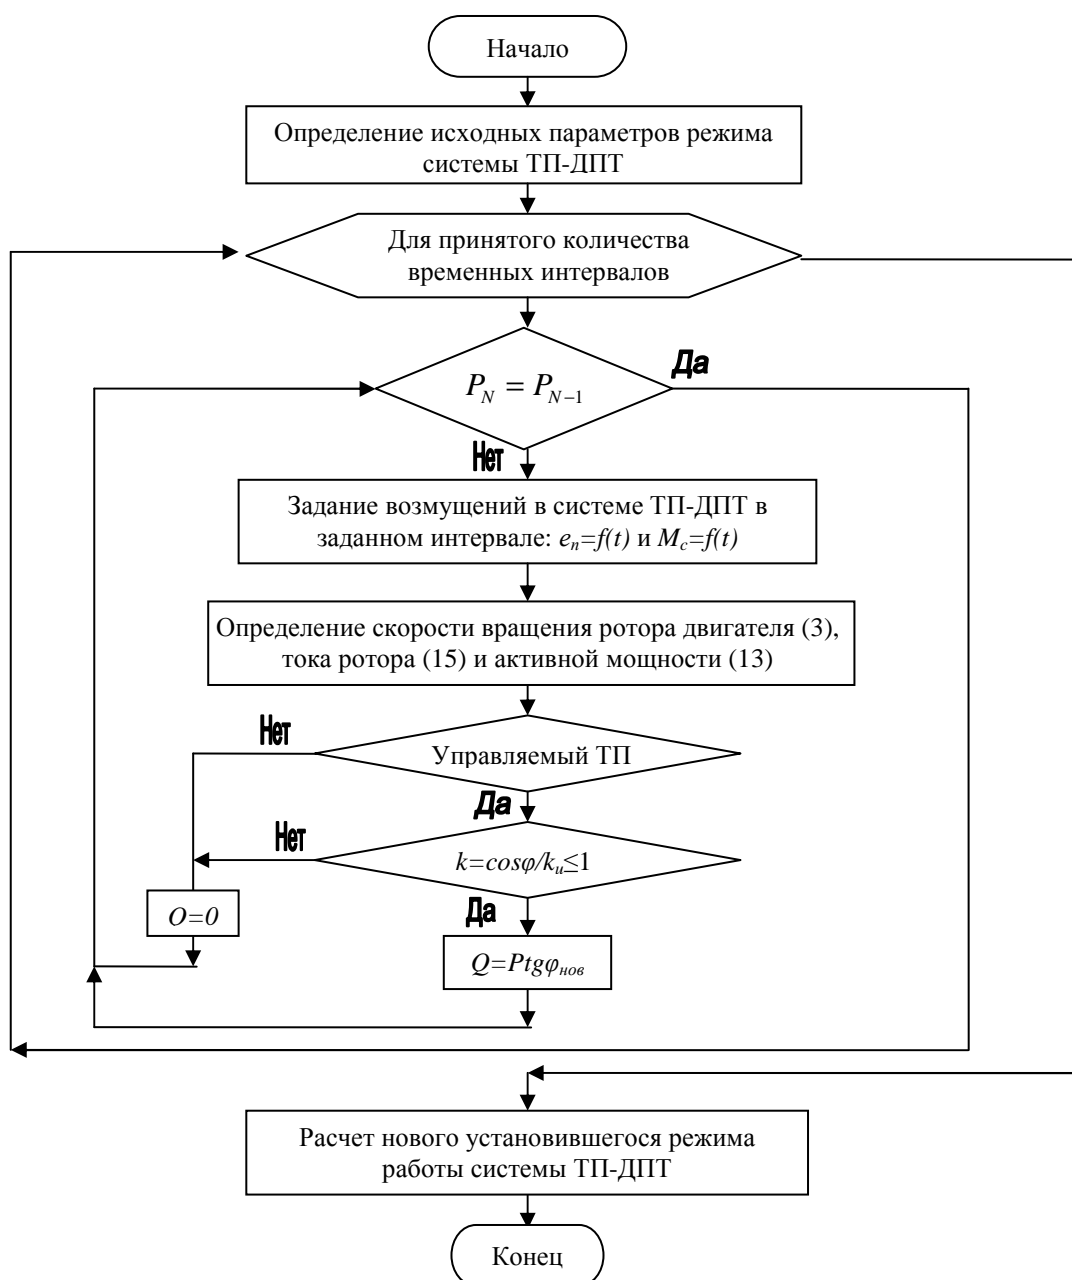 Начало
Определение исходных параметров режима
системы ТП-ДПТ
Для принятого количества
временных интервалов
Да
P_N = P_{N-1}
Нет
Задание возмущений в системе ТП-ДПТ в
заданном интервале: e_п=f(t) и M_c=f(t)
Определение скорости вращения ротора двигателя (3),
тока ротора (15) и активной мощности (13)
Нет
Управляемый ТП
Да
Нет
k=cosφ/k_u≤1
Да
O=0
Q=Ptgφ_нов
Расчет нового установившегося режима
работы системы ТП-ДПТ
Конец